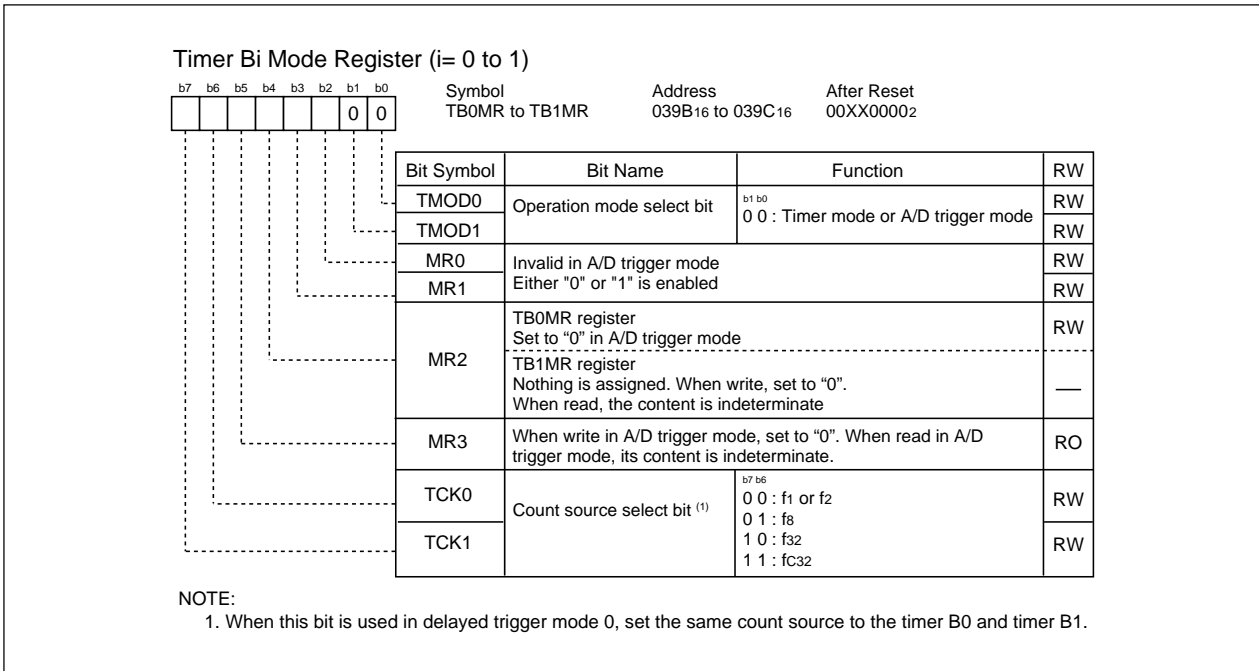 Timer Bi Mode Register (i= 0 to 1)
b7 b6 b5 b4 b3 b2 b1 b0
0 0
Symbol Address After Reset
TB0MR to TB1MR 039B16 to 039C16 00XX00002
Bit Symbol Bit Name Function RW
TMOD0 RW
Operation mode select bit
b1 b0
0 0 : Timer mode or A/D trigger mode
TMOD1 RW
MR0 RW
Invalid in A/D trigger mode
Either "0" or "1" is enabled
MR1 RW
MR2
TB0MR register
Set to “0” in A/D trigger mode
RW
TB1MR register
Nothing is assigned. When write, set to “0”.
When read, the content is indeterminate
—
MR3
When write in A/D trigger mode, set to “0”. When read in A/D
trigger mode, its content is indeterminate.
RO
TCK0 RW
Count source select bit (1)
b7 b6
0 0 : f1 or f2
0 1 : f8
1 0 : f32
1 1 : fC32
TCK1 RW
NOTE:
1. When this bit is used in delayed trigger mode 0, set the same count source to the timer B0 and timer B1.